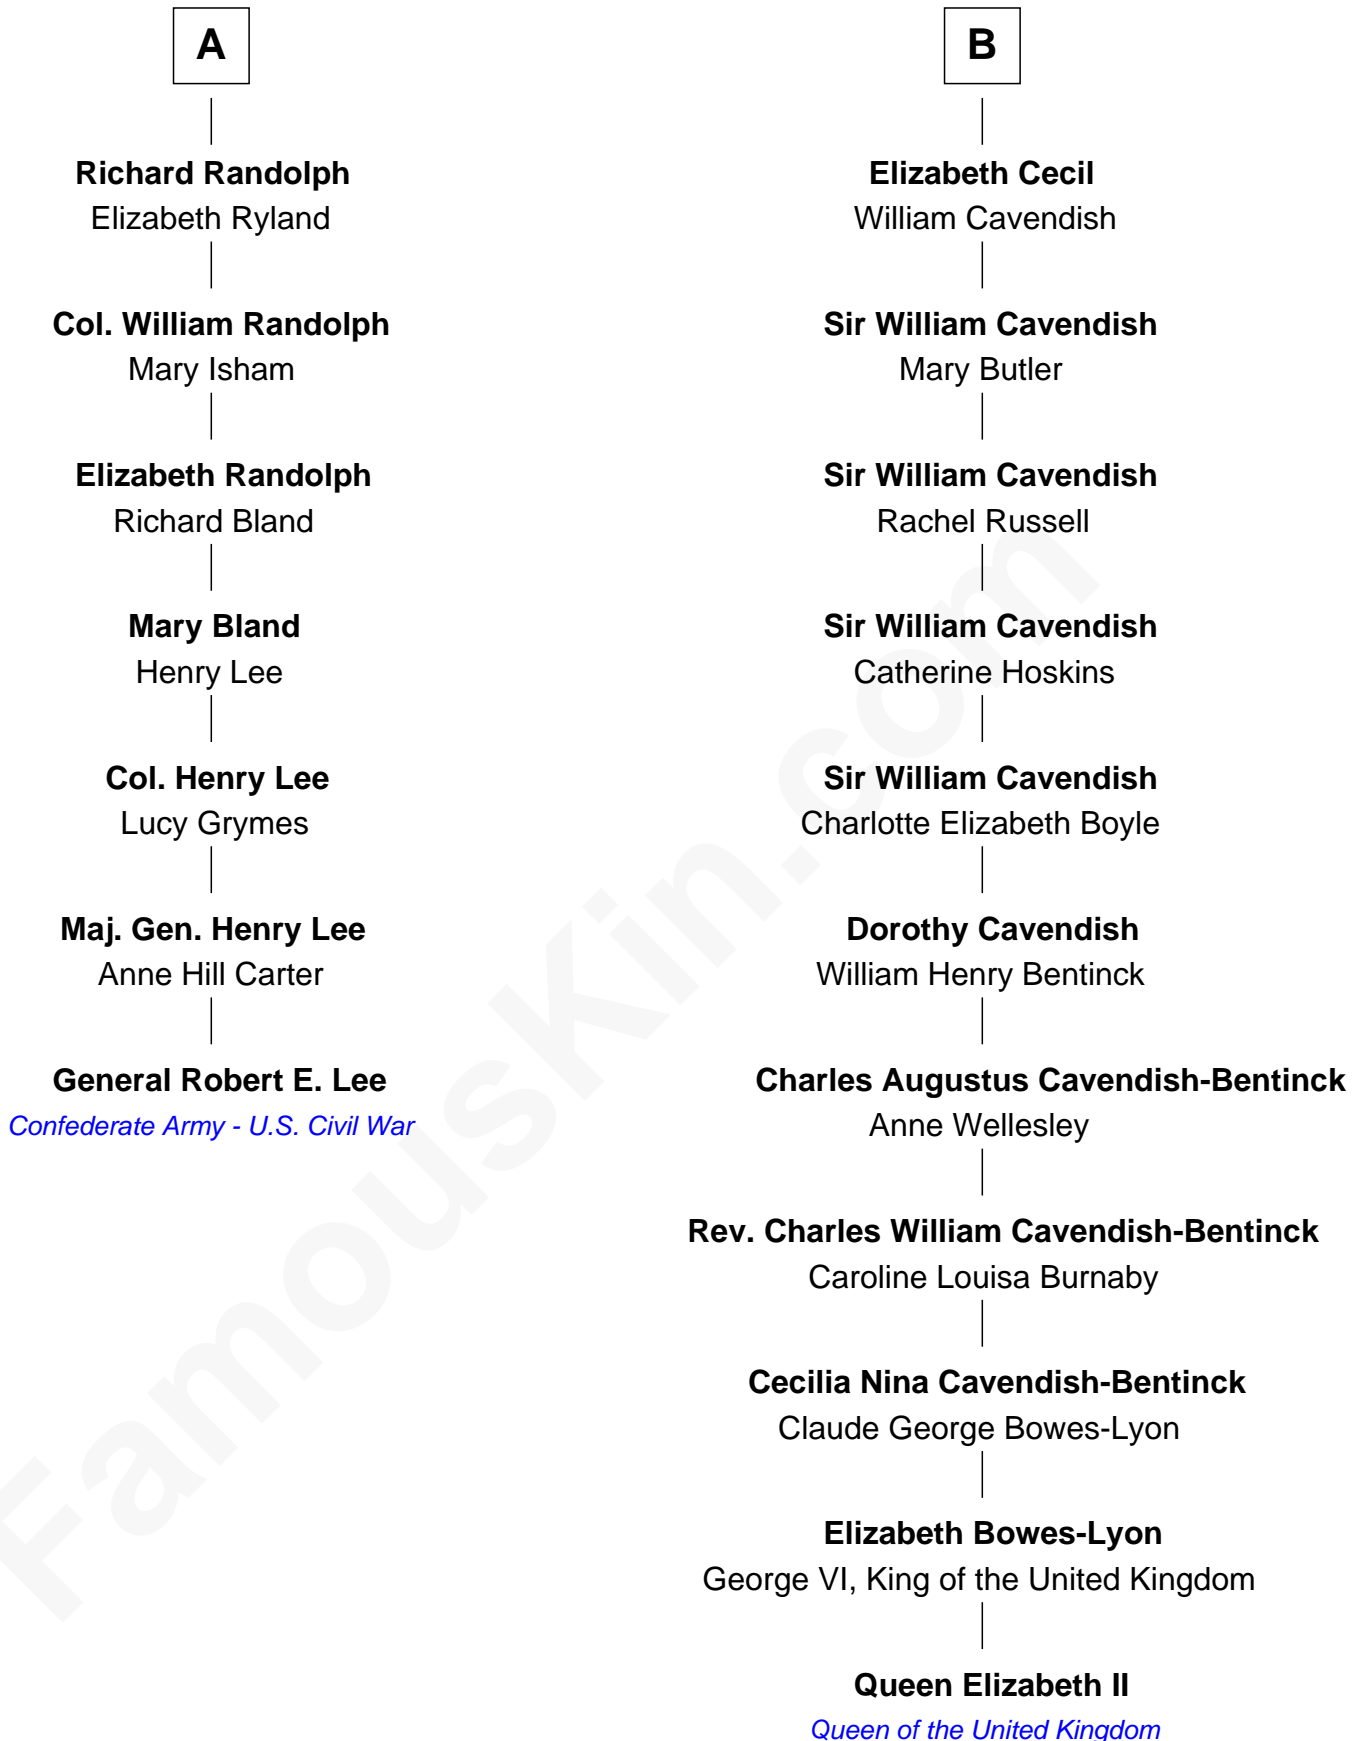 A
Richard Randolph
Elizabeth Ryland
Col. William Randolph
Mary Isham
Elizabeth Randolph
Richard Bland
Mary Bland
Henry Lee
Col. Henry Lee
Lucy Grymes
Maj. Gen. Henry Lee
Anne Hill Carter
General Robert E. Lee
Confederate Army - U.S. Civil War
B
Elizabeth Cecil
William Cavendish
Sir William Cavendish
Mary Butler
Sir William Cavendish
Rachel Russell
Sir William Cavendish
Catherine Hoskins
Sir William Cavendish
Charlotte Elizabeth Boyle
Dorothy Cavendish
William Henry Bentinck
Charles Augustus Cavendish-Bentinck
Anne Wellesley
Rev. Charles William Cavendish-Bentinck
Caroline Louisa Burnaby
Cecilia Nina Cavendish-Bentinck
Claude George Bowes-Lyon
Elizabeth Bowes-Lyon
George VI, King of the United Kingdom
Queen Elizabeth II
Queen of the United Kingdom
FamousKin.com